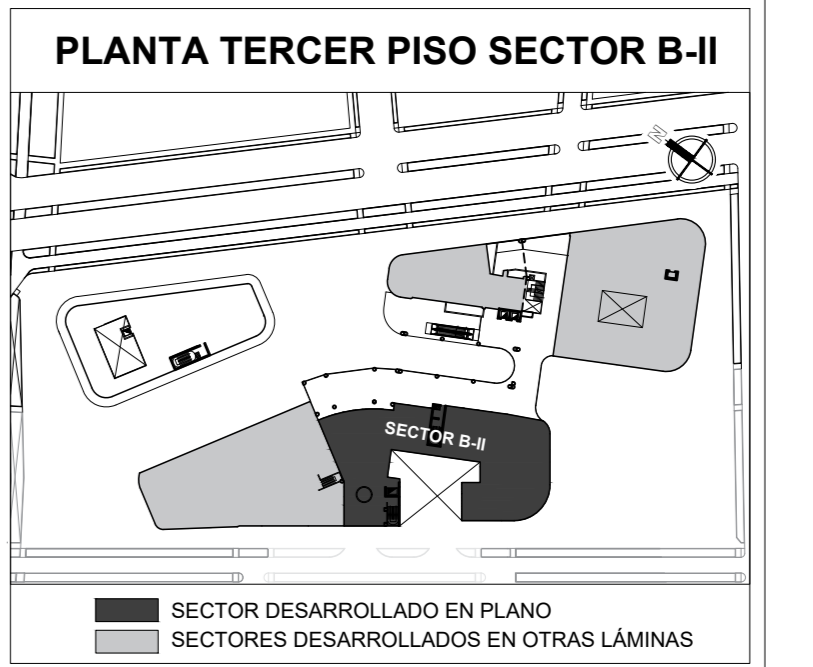 PLANTA TERCER PISO SECTOR B-II
N
SECTOR B-II
SECTOR DESARROLLADO EN PLANO
SECTORES DESARROLLADOS EN OTRAS LÁMINAS